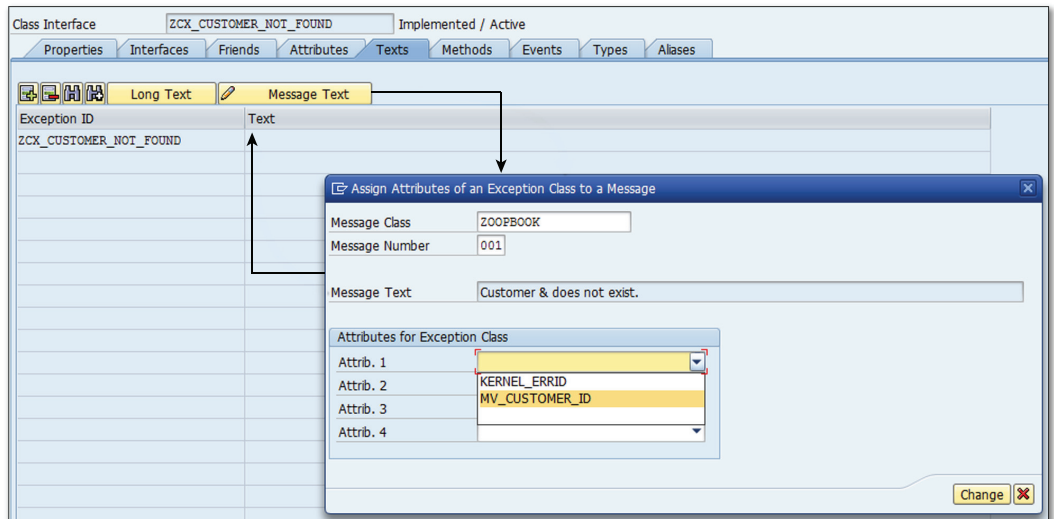 Class Interface ZCX_CUSTOMER_NOT_FOUND Implemented / Active
Properties Interfaces Friends Attributes Texts Methods Events Types Aliases
Long Text Message Text
Exception ID Text
ZCX_CUSTOMER_NOT_FOUND
Assign Attributes of an Exception Class to a Message
Message Class ZOOPBOOK
Message Number 001
Message Text Customer & does not exist.
Attributes for Exception Class
Attrib. 1
KERNEL_ERRID
Attrib. 2
MV_CUSTOMER_ID
Attrib. 3
Attrib. 4
Change